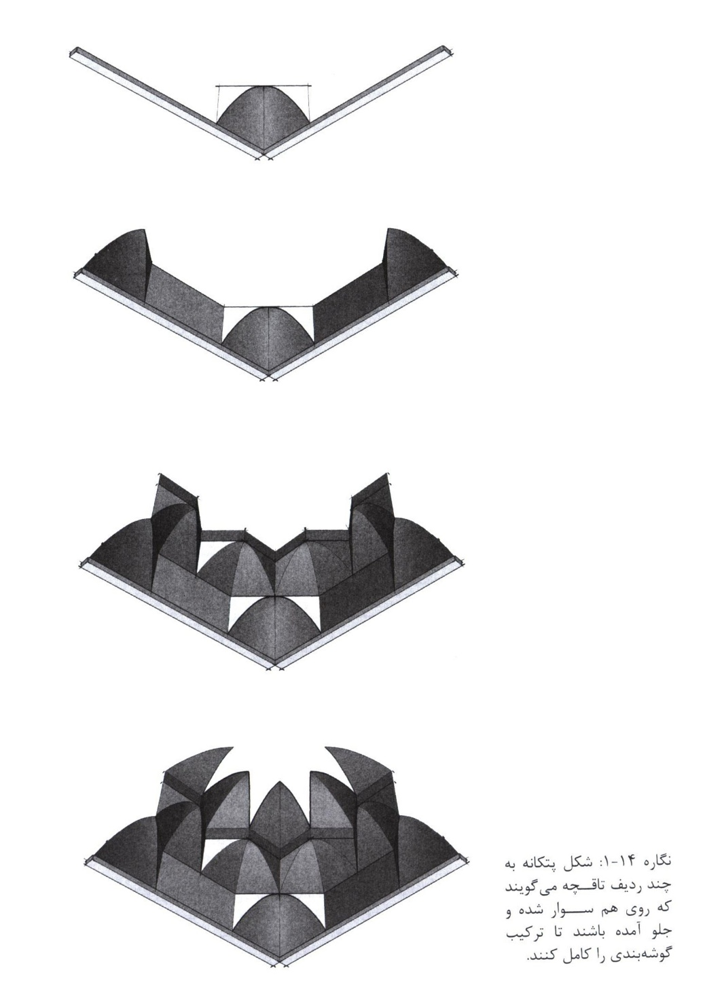 نگاره ۱۴-۱: شکل پتکانه به
چند ردیف تاقچه می‌گویند
که روی هم سوار شده و
جلو آمده باشند تا ترکیب
گوشه‌بندی را کامل کنند.